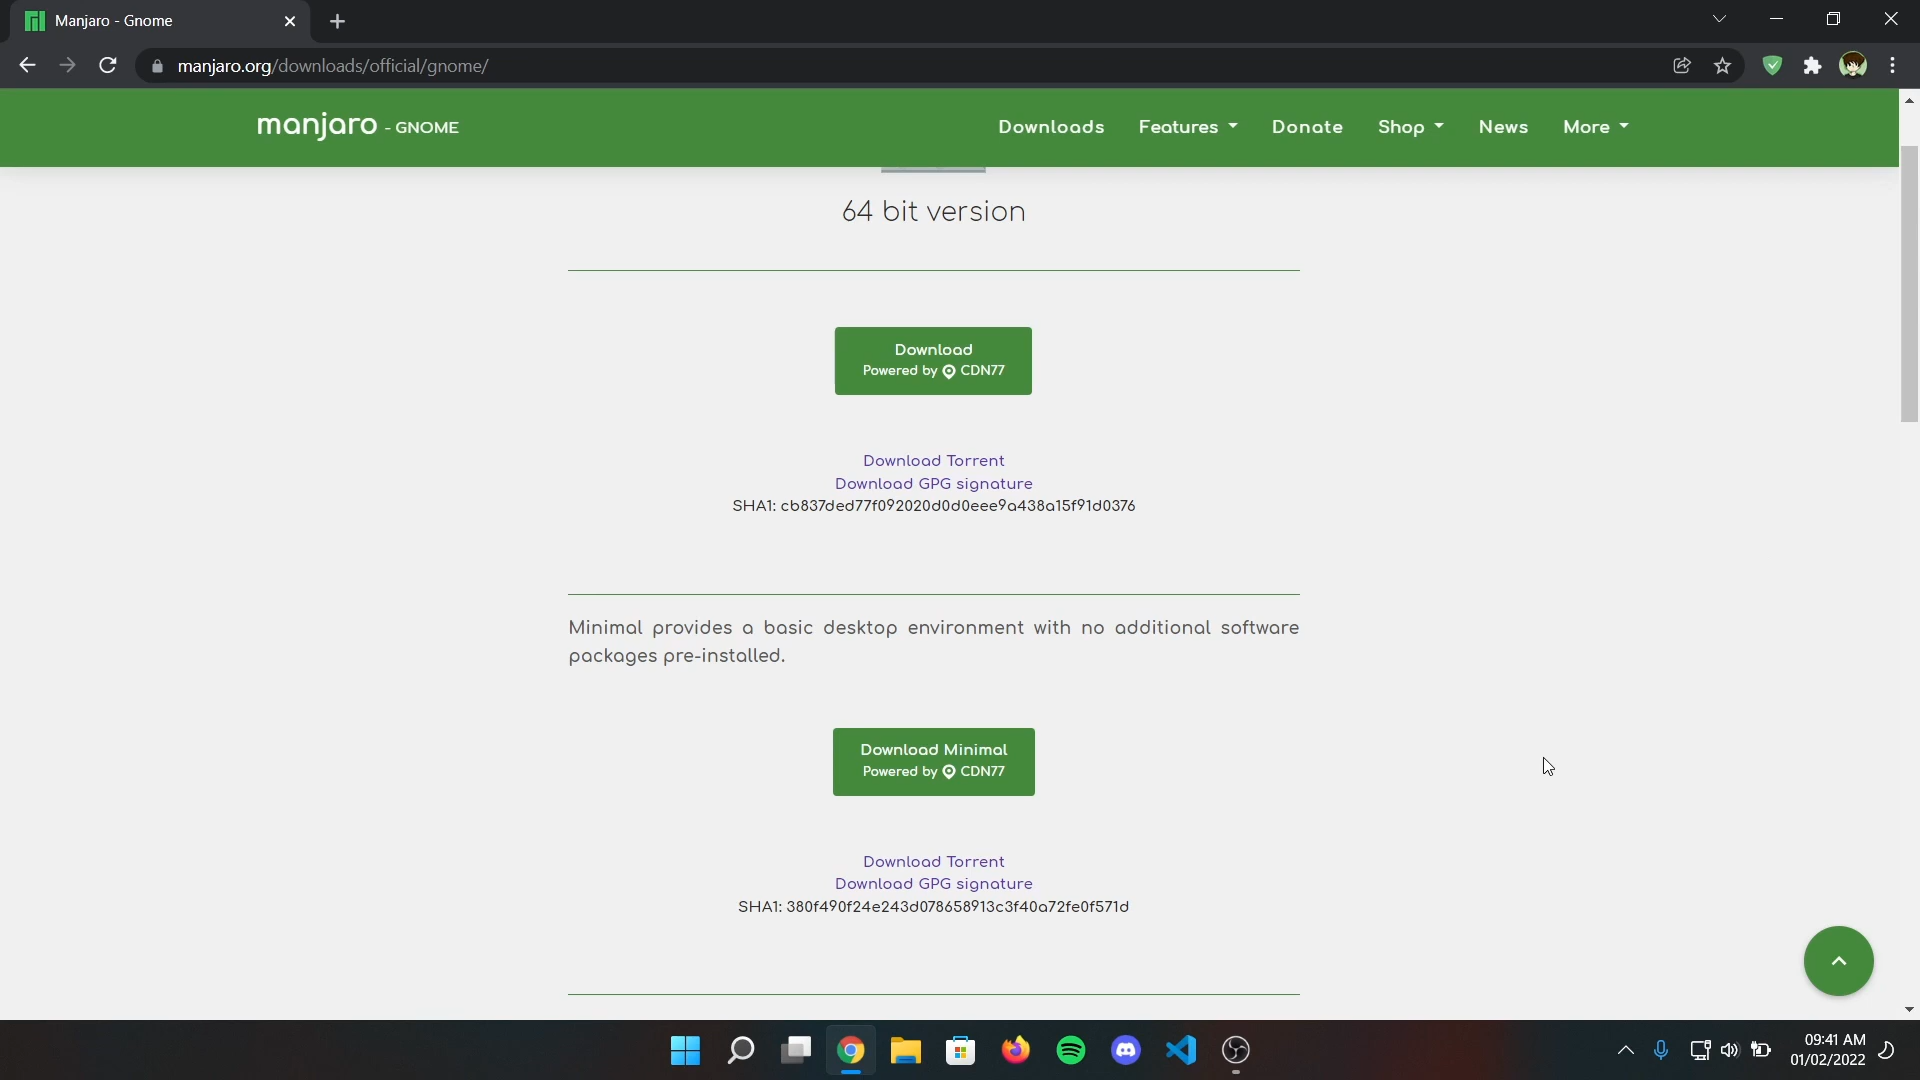 Manjaro - Gnome
manjaro.org/downloads/official/gnome/
manjaro - GNOME
Downloads
Features
Donate
Shop
News
More
64 bit version
Download
Powered by CDN77
Download Torrent
Download GPG signature
SHA1: cb837ded77f092020d0d0eee9a438a15f91d0376
Minimal provides a basic desktop environment with no additional software
packages pre-installed.
Download Minimal
Powered by CDN77
Download Torrent
Download GPG signature
SHA1: 380f490f24e243d078658913c3f40a72fe0f571d
09:41 AM
01/02/2022